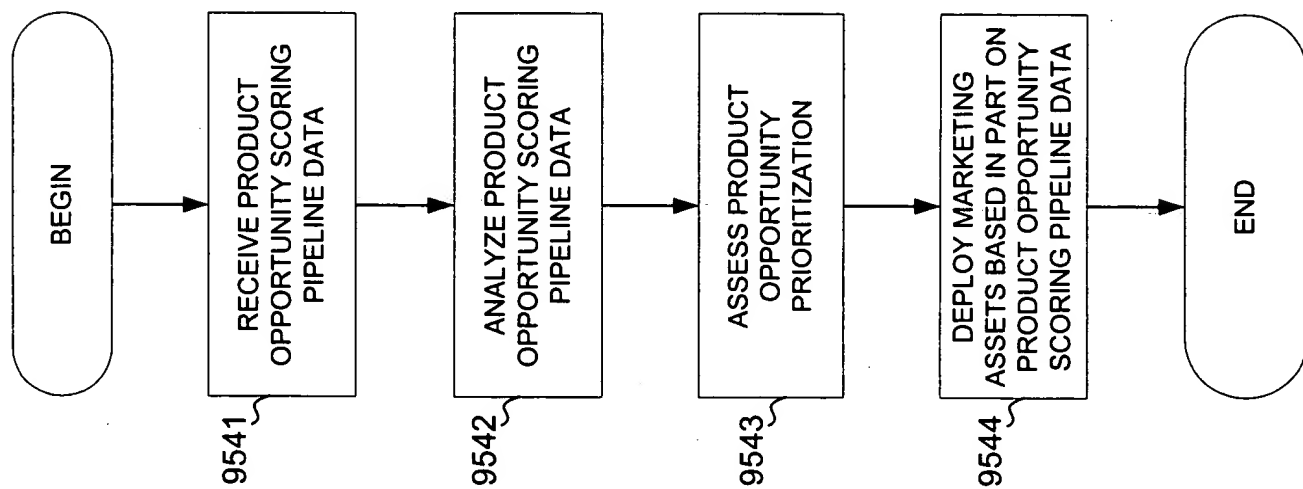 BEGIN
9541
RECEIVE PRODUCT
OPPORTUNITY SCORING
PIPELINE DATA
9542
ANALYZE PRODUCT
OPPORTUNITY SCORING
PIPELINE DATA
9543
ASSESS PRODUCT
OPPORTUNITY
PRIORITIZATION
9544
DEPLOY MARKETING
ASSETS BASED IN PART ON
PRODUCT OPPORTUNITY
SCORING PIPELINE DATA
END